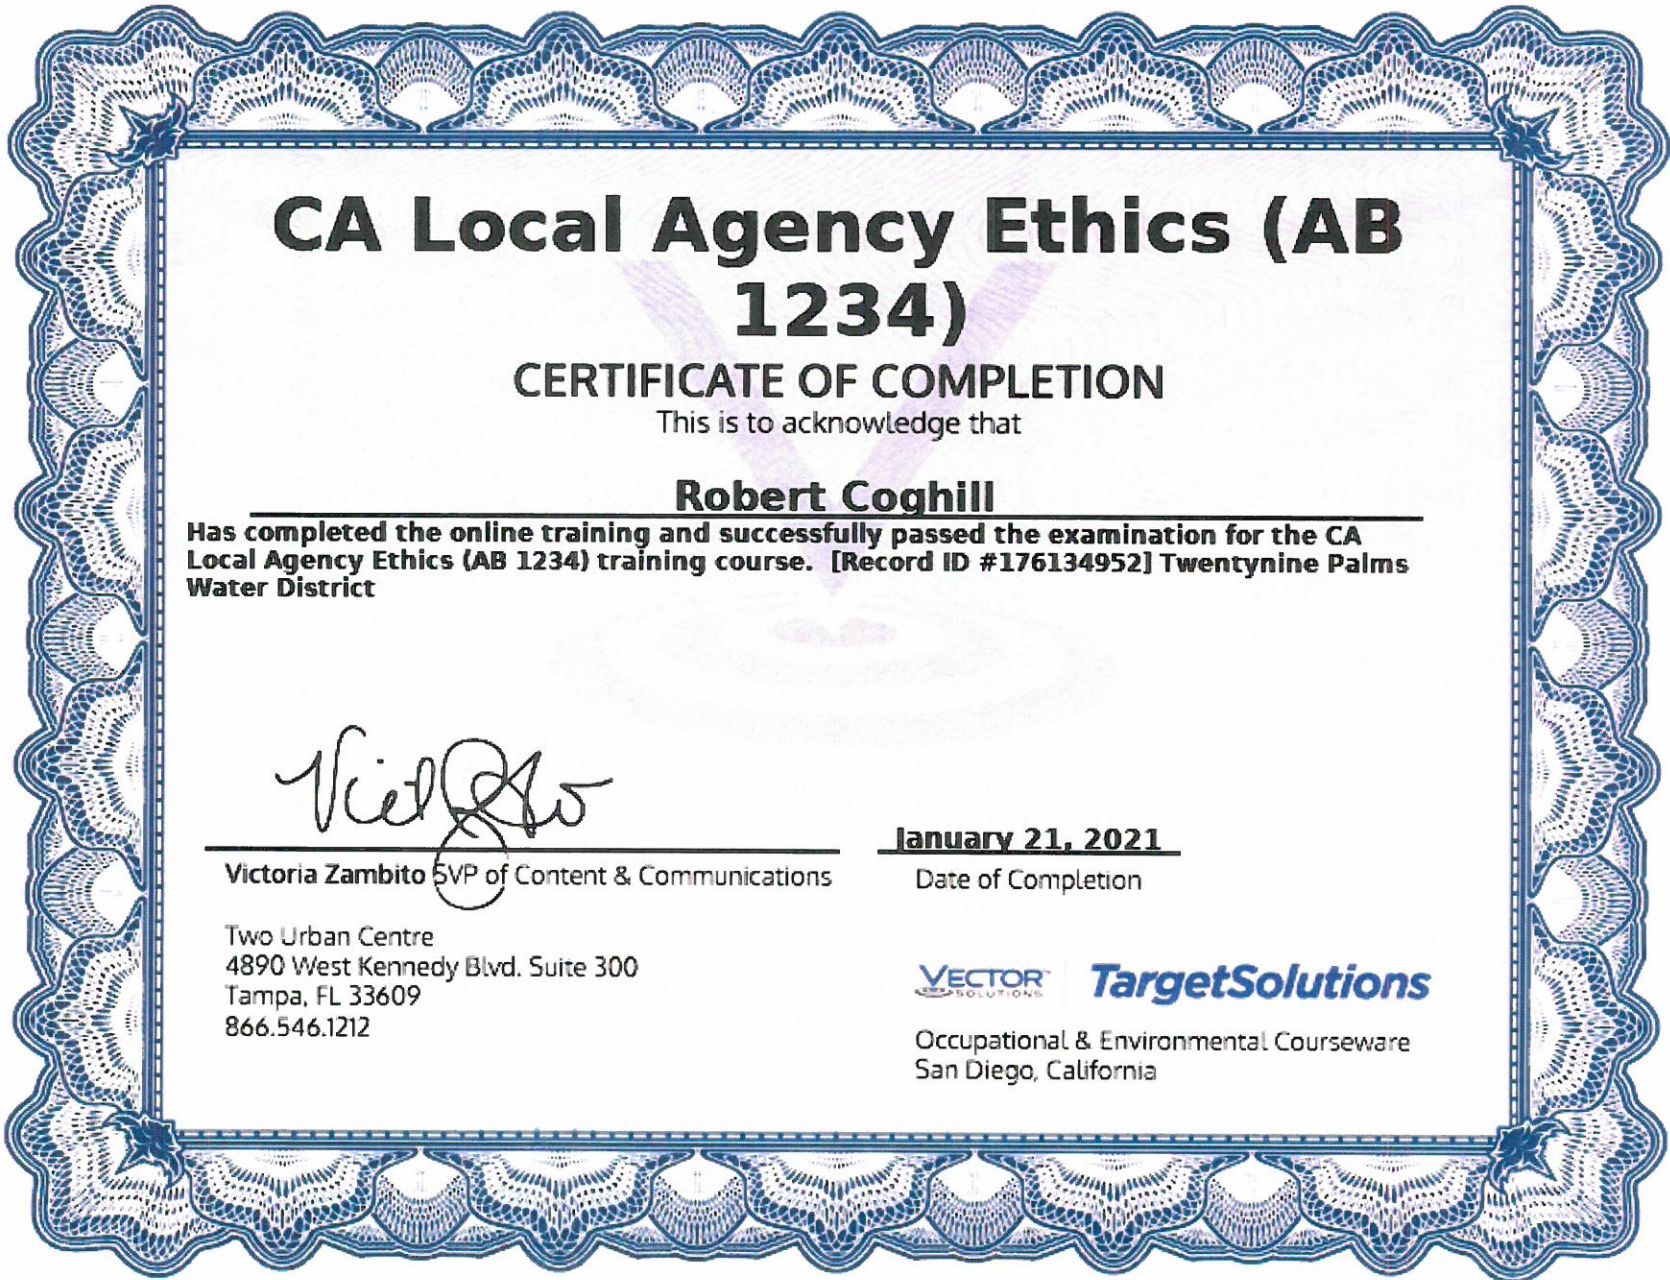 CA Local Agency Ethics (AB
1234)
CERTIFICATE OF COMPLETION
This is to acknowledge that
Robert Coghill
Has completed the online training and successfully passed the examination for the CA
Local Agency Ethics (AB 1234) training course. [Record ID #176134952] Twentynine Palms
Water District
January 21, 2021
Victoria Zambito SVP of Content & Communications
Date of Completion
Two Urban Centre
4890 West Kennedy Blvd. Suite 300
Tampa, FL 33609
866.546.1212
VECTOR™
SOLUTIONS
TargetSolutions
Occupational & Environmental Courseware
San Diego, California